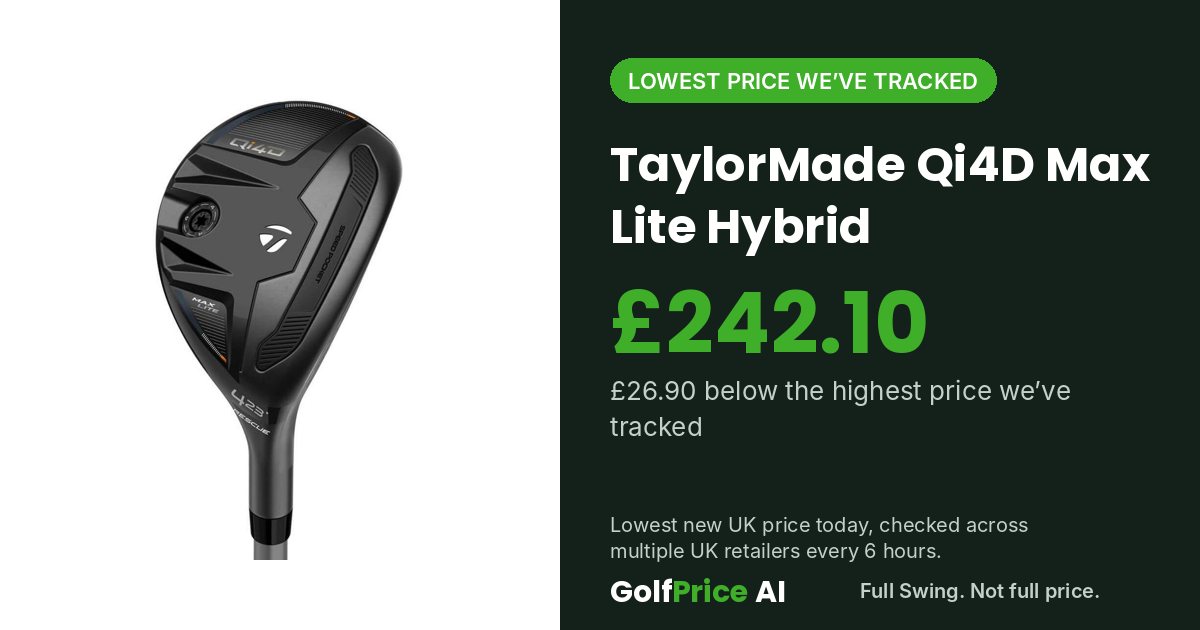 Qi4D
SPEED POCKET
MAX
LITE
4 23°
RESCUE
LOWEST PRICE WE’VE TRACKED
TaylorMade Qi4D Max
Lite Hybrid
£242.10
£26.90 below the highest price we’ve
tracked
Lowest new UK price today, checked across
multiple UK retailers every 6 hours.
GolfPrice AI
Full Swing. Not full price.